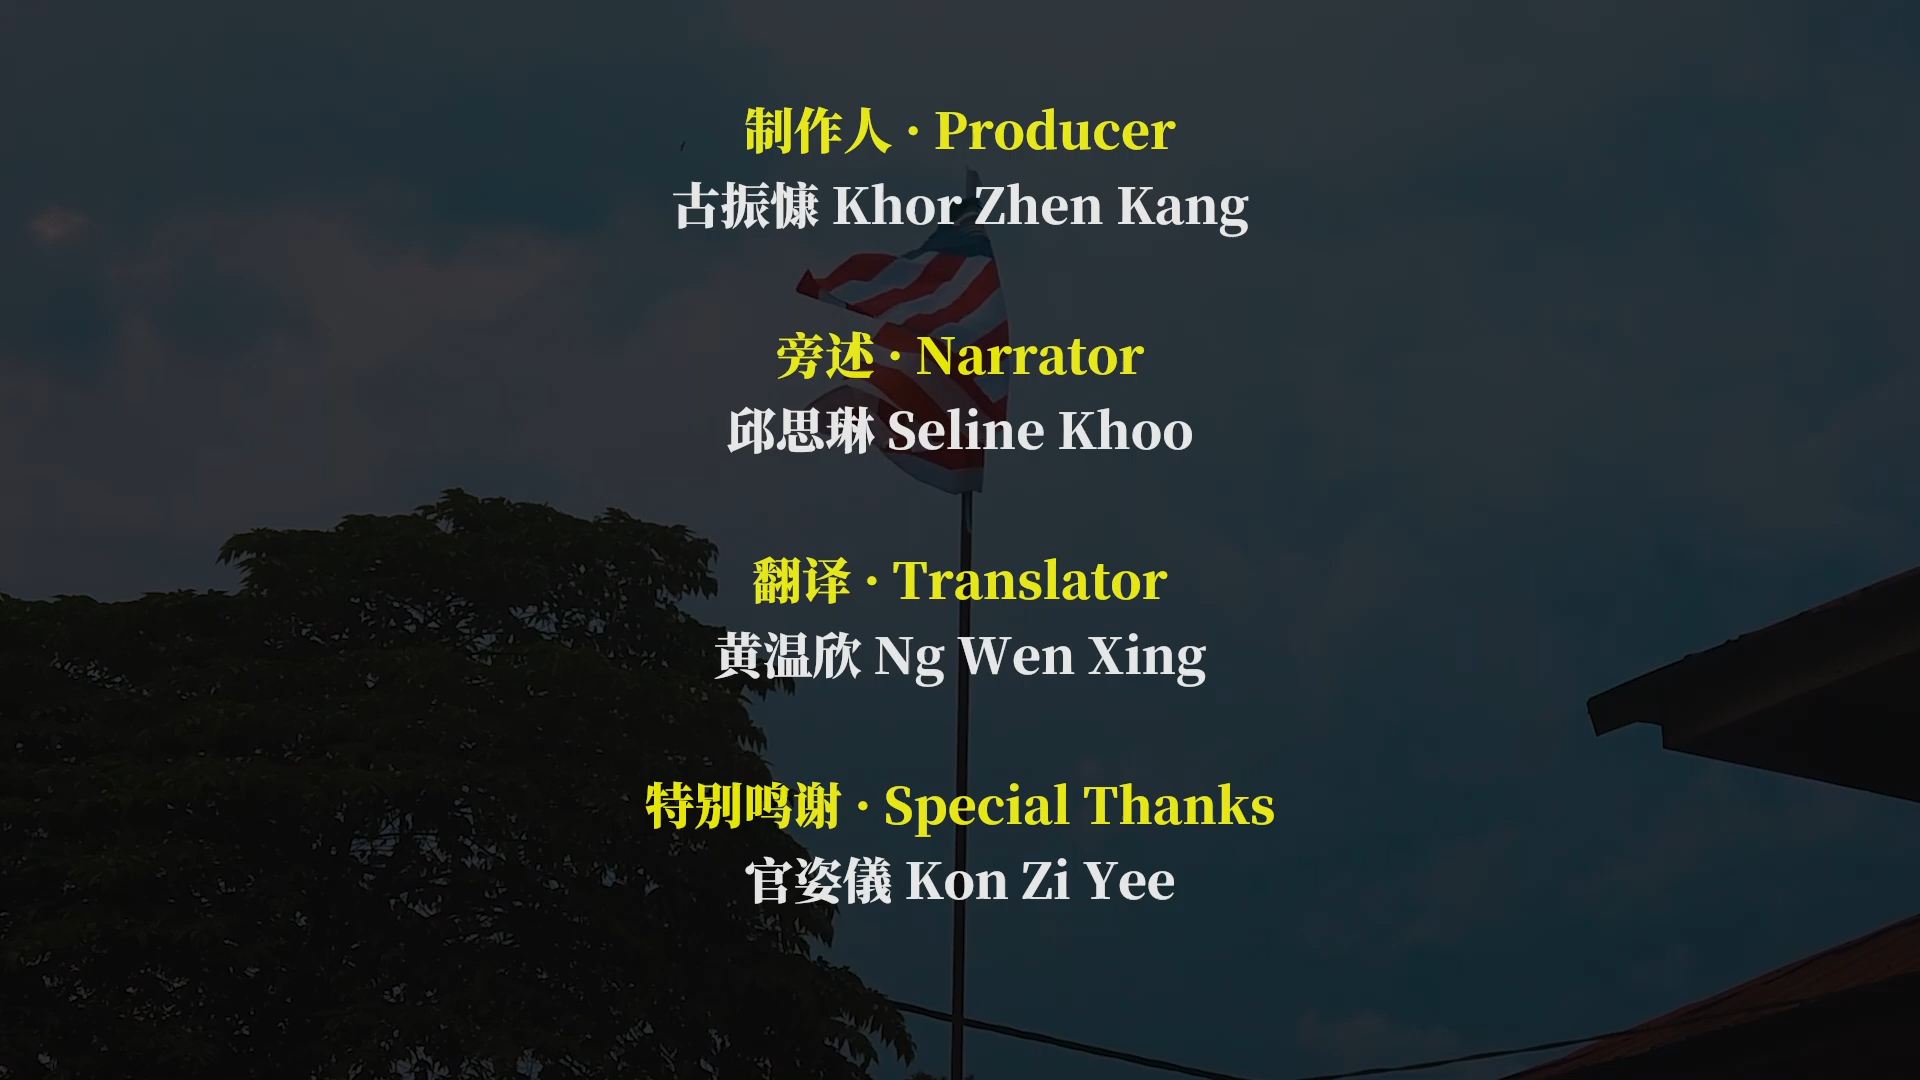 制作人 · Producer
古振慷 Khor Zhen Kang
旁述 · Narrator
邱思琳 Seline Khoo
翻译 · Translator
黄温欣 Ng Wen Xing
特别鸣谢 · Special Thanks
官姿儀 Kon Zi Yee